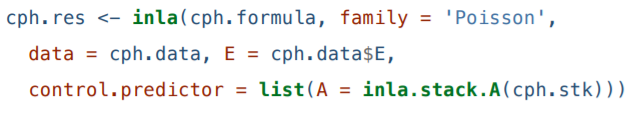 cph.res <- inla(cph.formula, family = 'Poisson',
data = cph.data, E = cph.data$E,
control.predictor = list(A = inla.stack.A(cph.stk)))